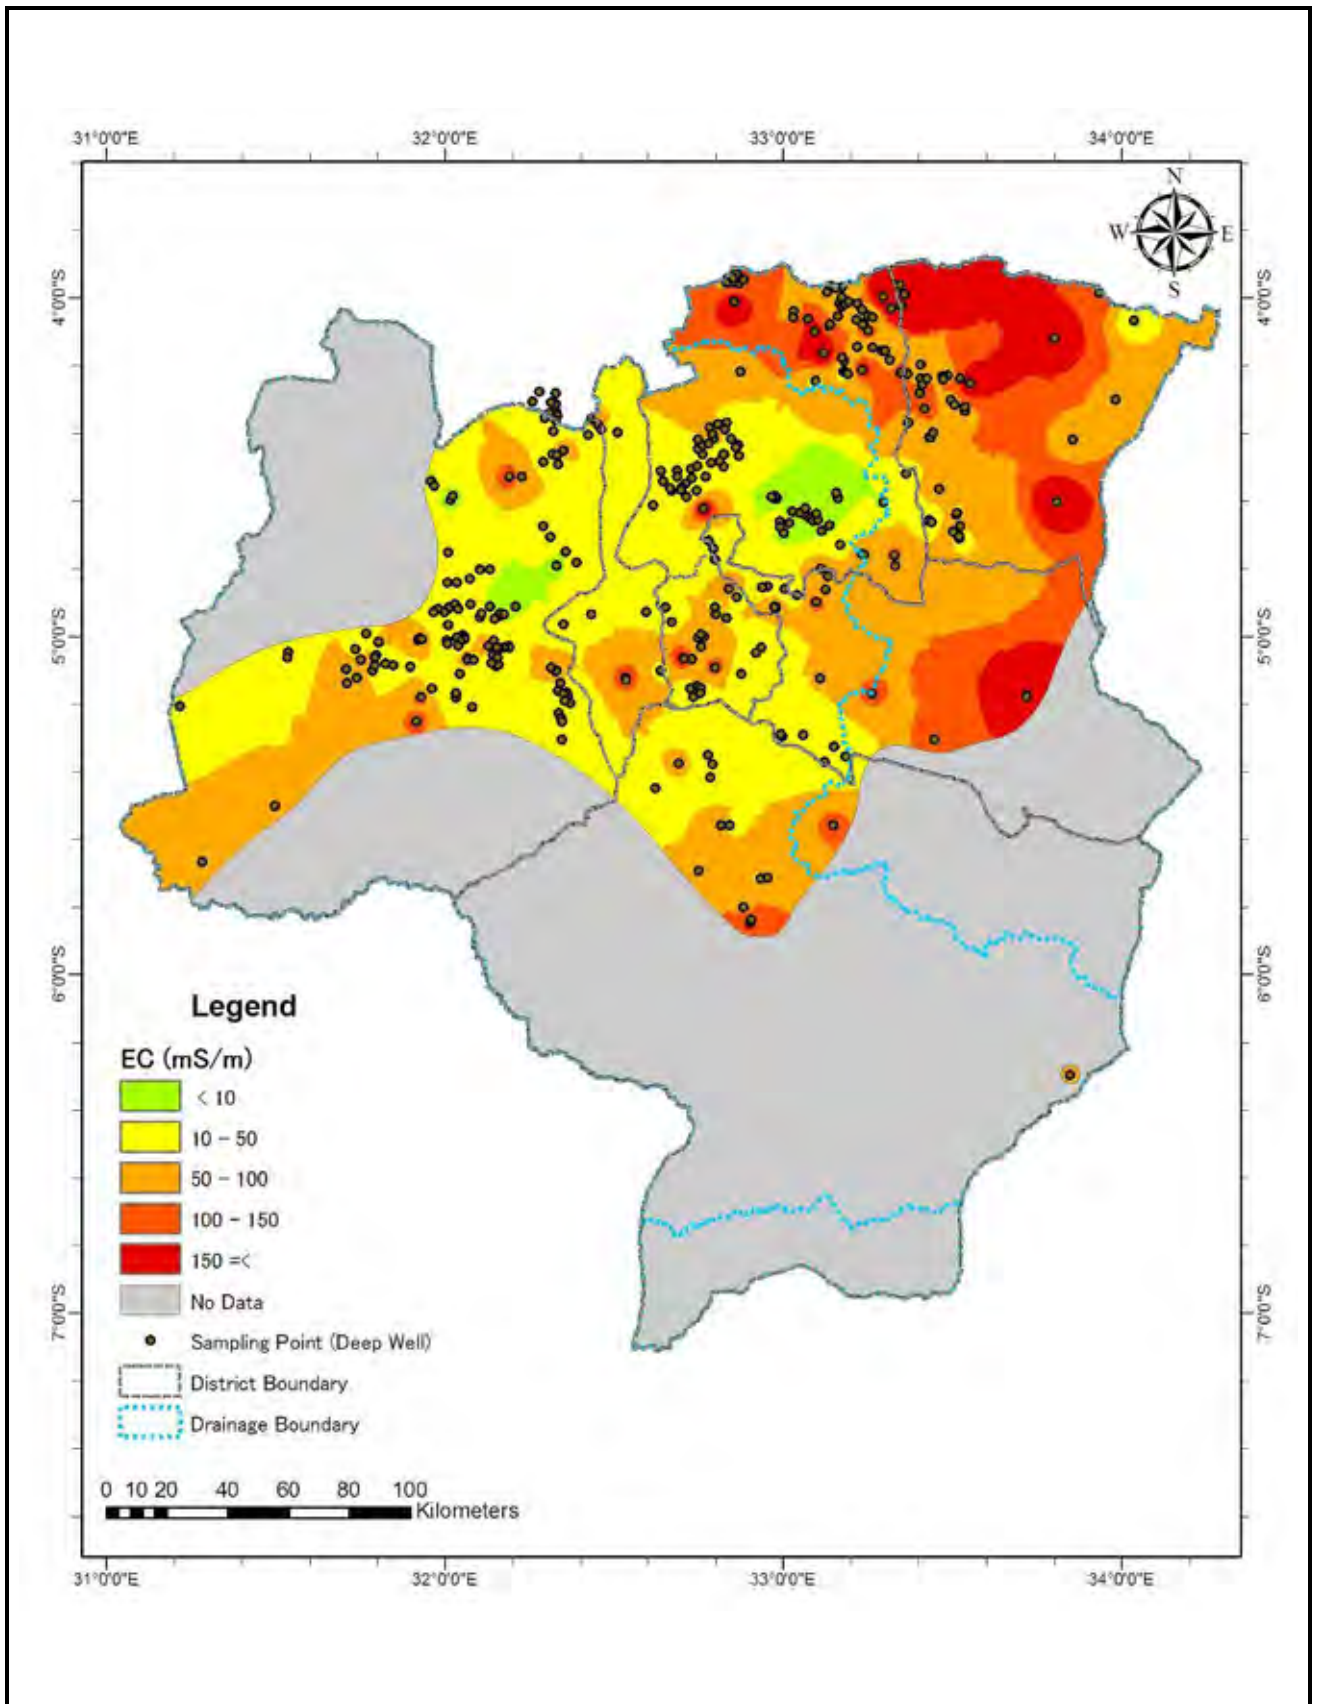 31°0'0"E 32°0'0"E 33°0'0"E 34°0'0"E
N
W E
S
4°0'0"S 4°0'0"S
5°0'0"S 5°0'0"S
6°0'0"S 6°0'0"S
Legend
EC (mS/m)
< 10
10 - 50
50 - 100
100 - 150
150 =<
No Data
7°0'0"S 7°0'0"S
Sampling Point (Deep Well)
District Boundary
Drainage Boundary
0 10 20 40 60 80 100
Kilometers
31°0'0"E 32°0'0"E 33°0'0"E 34°0'0"E